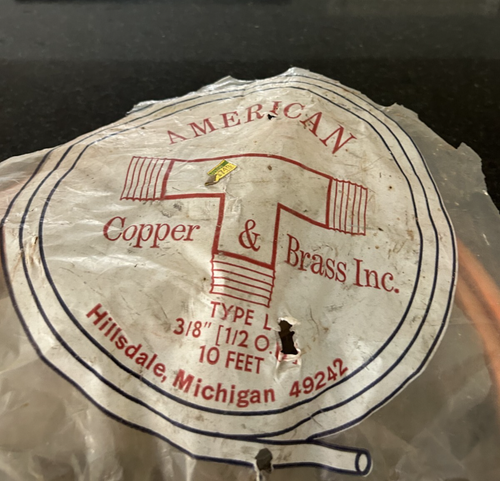 AMERICAN
Copper & Brass Inc.
TYPE L
3/8" [1/2 O.
10 FEET
Hillsdale, Michigan 49242